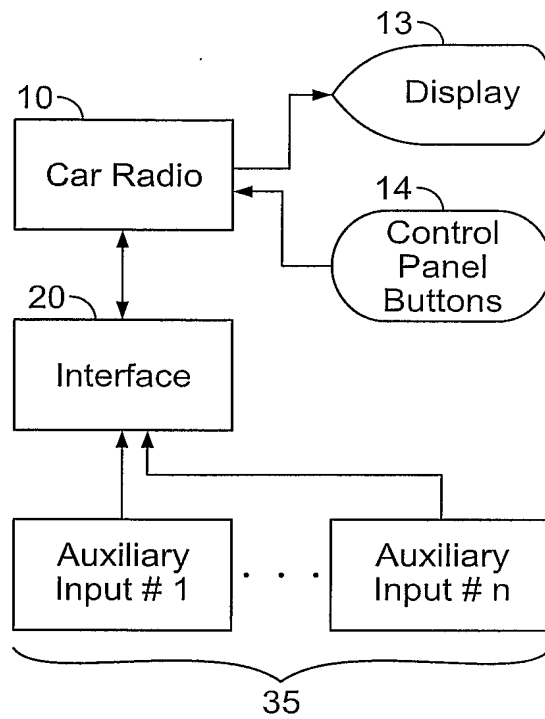 13
Display
10
Car Radio
14
Control
Panel
Buttons
20
Interface
Auxiliary
Input # 1
. . .
Auxiliary
Input # n
35